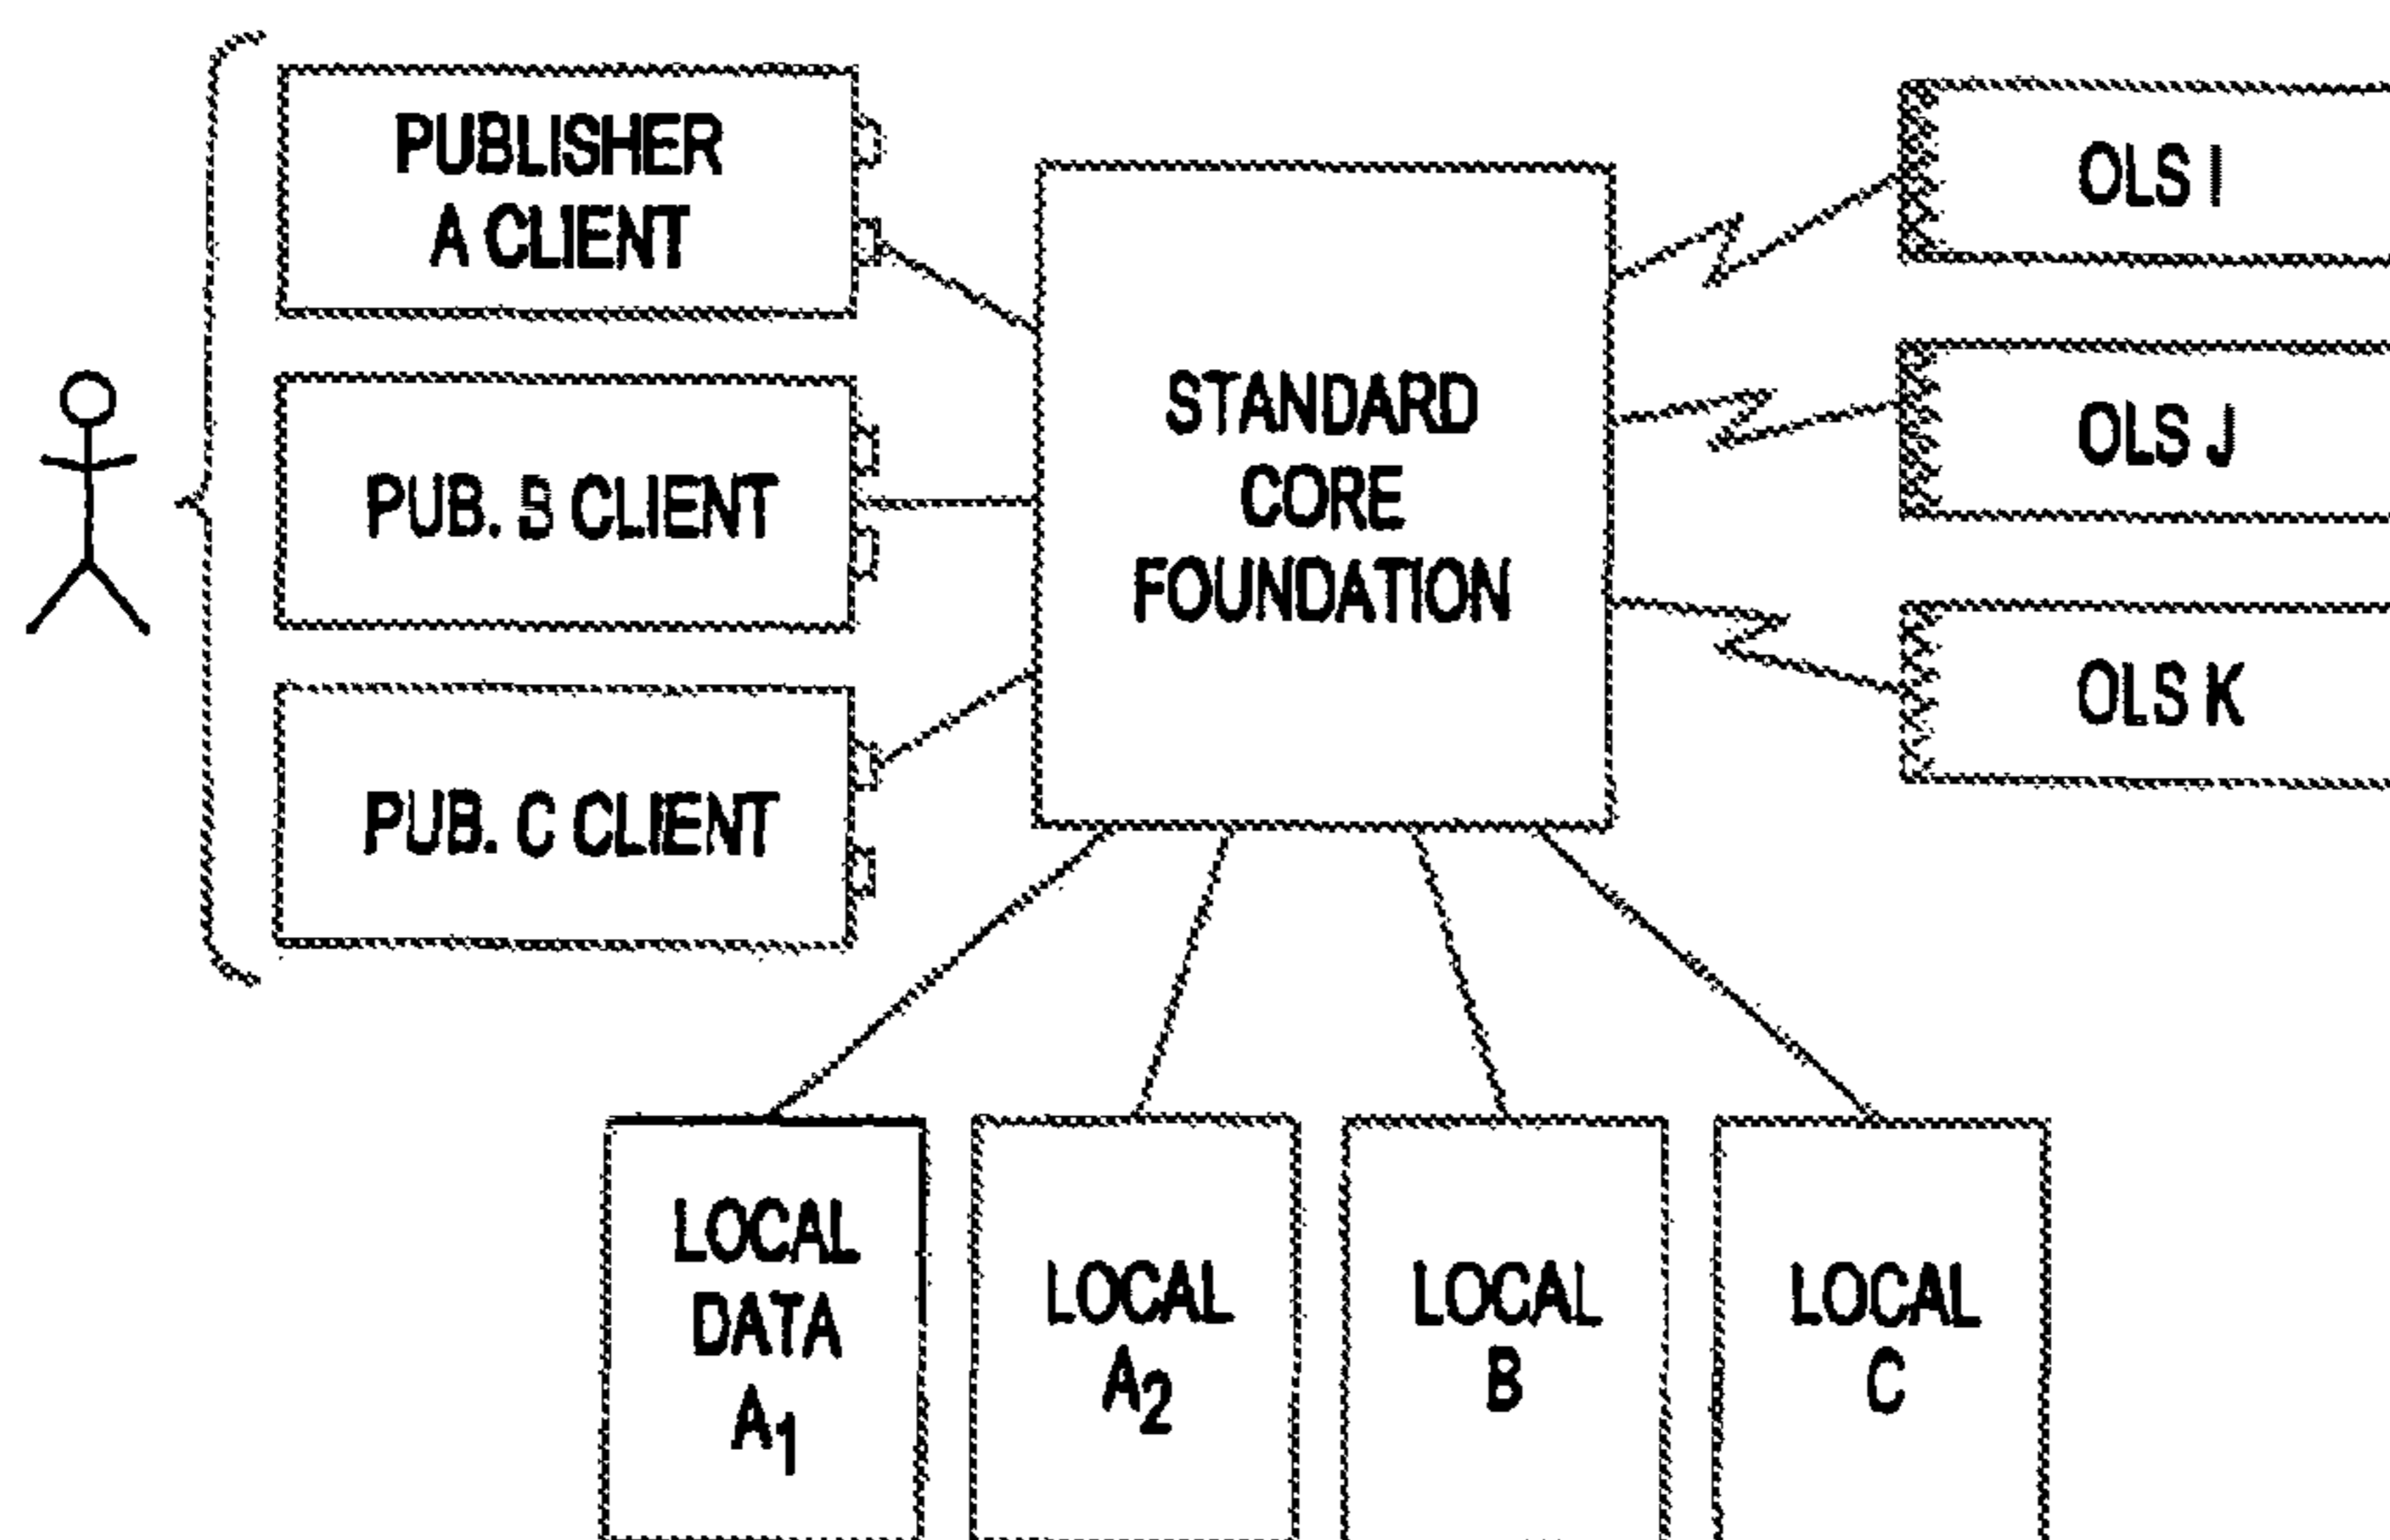 PUBLISHER
A CLIENT
PUB. B CLIENT
PUB. C CLIENT
STANDARD
CORE
FOUNDATION
OLS I
OLS J
OLS K
LOCAL
DATA
A1
LOCAL
A2
LOCAL
B
LOCAL
C